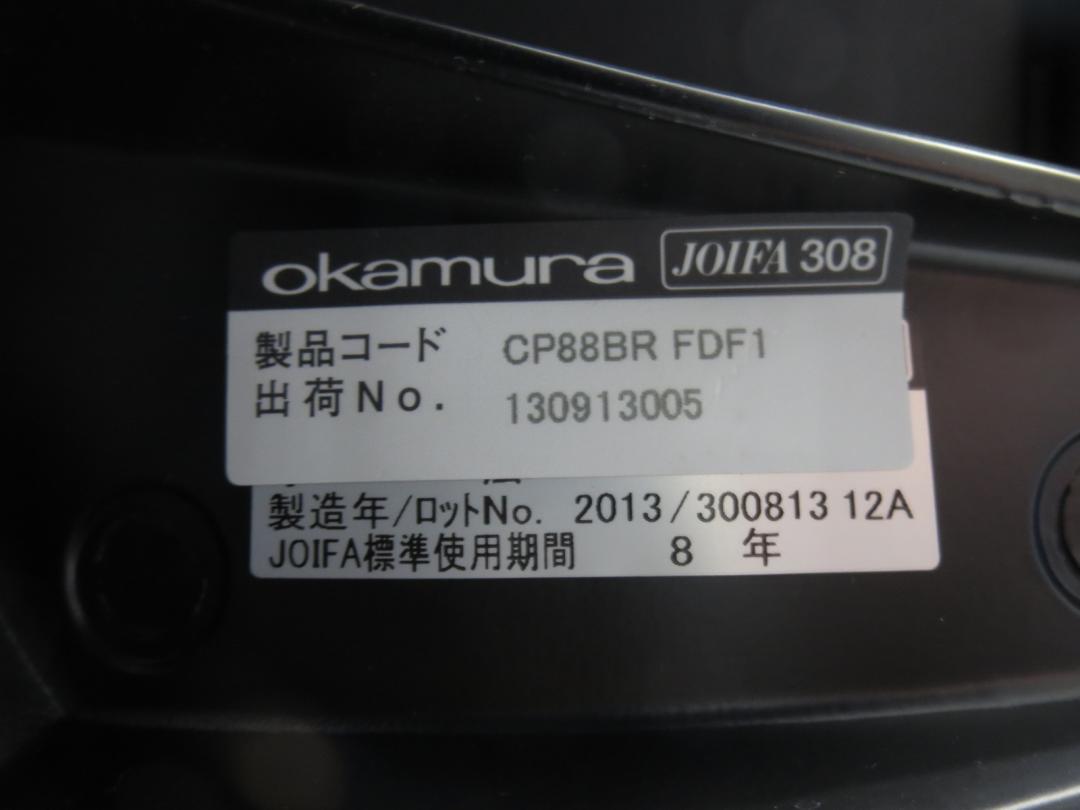 okamura JOIFA 308
製品コード CP88BR FDF1
出荷No. 130913005
製造年/ロットNo. 2013/300813 12A
JOIFA標準使用期間 8 年